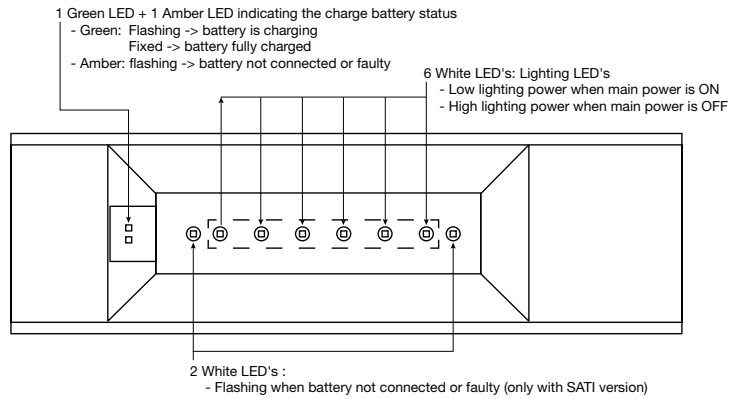 1 Green LED + 1 Amber LED indicating the charge battery status
- Green: Flashing -> battery is charging
Fixed -> battery fully charged
- Amber: flashing -> battery not connected or faulty
6 White LED's: Lighting LED's
- Low lighting power when main power is ON
- High lighting power when main power is OFF
2 White LED's :
- Flashing when battery not connected or faulty (only with SATI version)